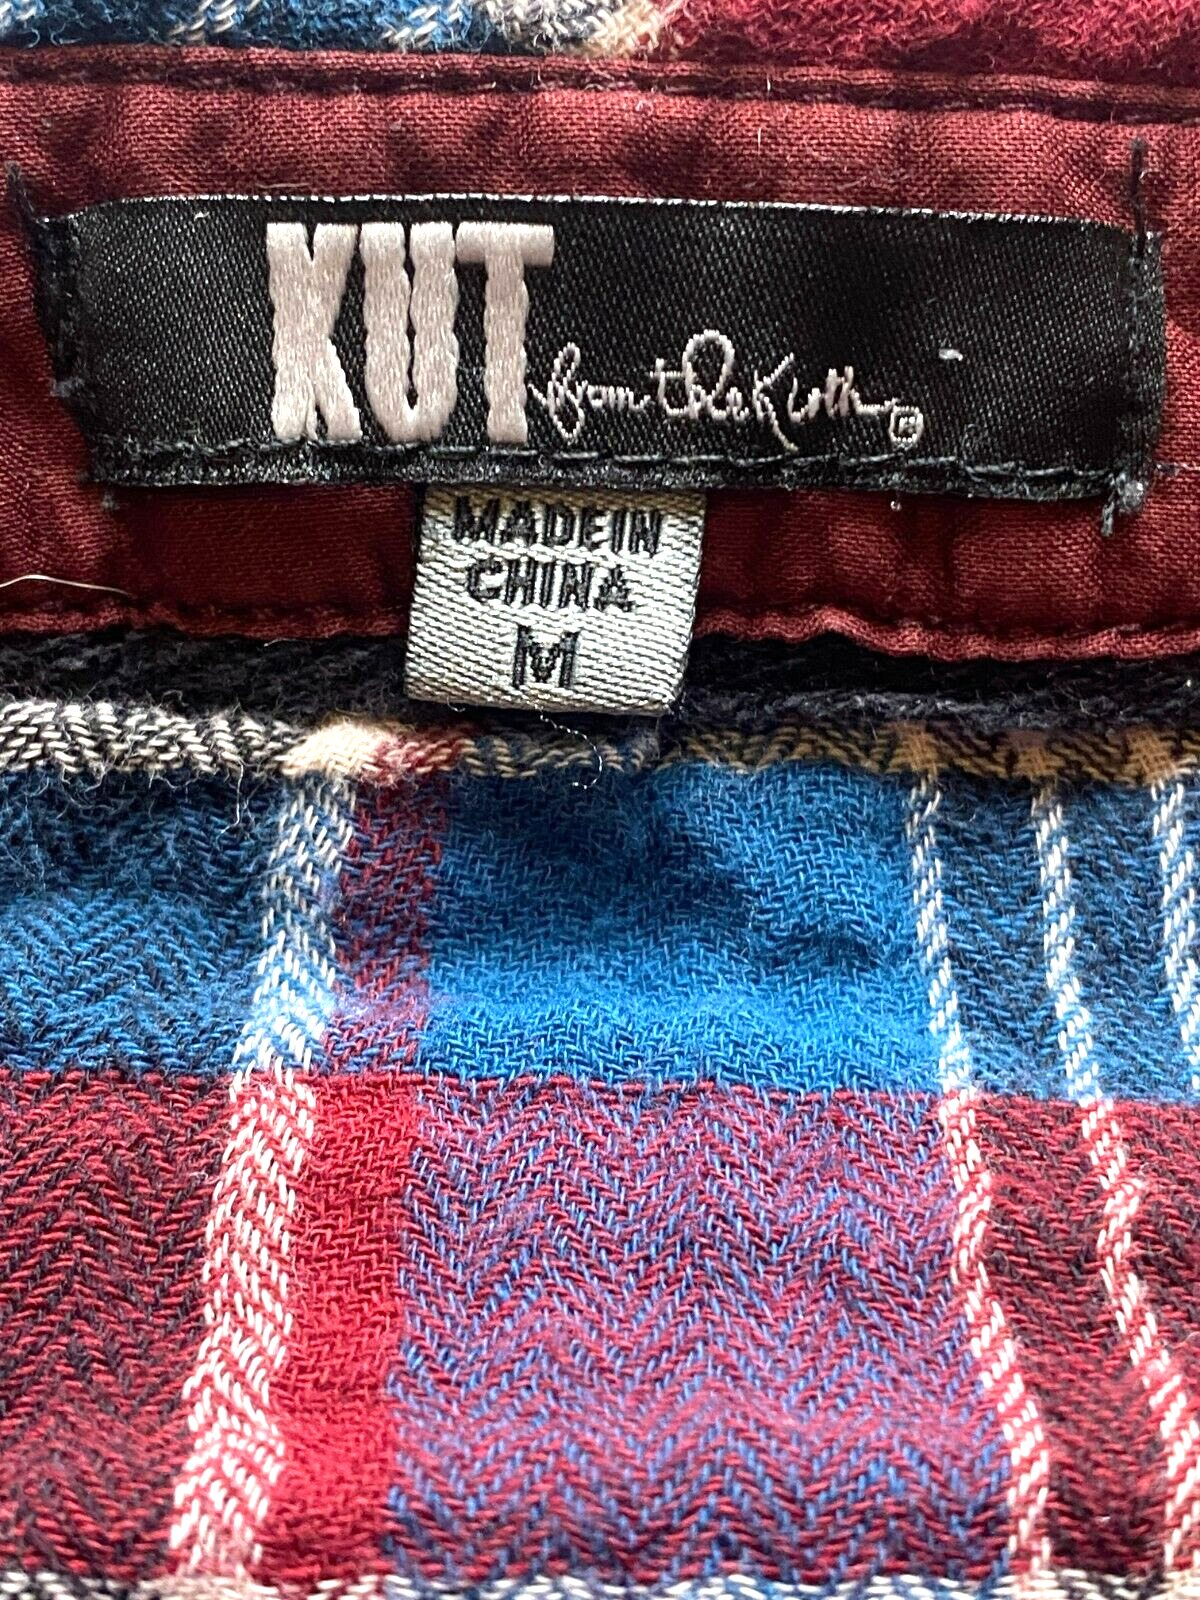 KUT from the Kloth ®
MADE IN
CHINA
M